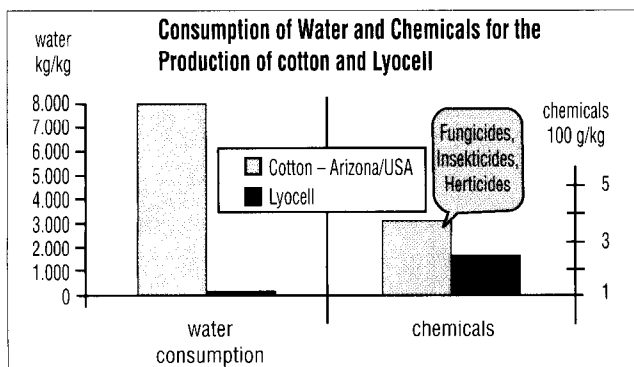 Consumption of Water and Chemicals for the
Production of cotton and Lyocell
water
kg/kg
8.000
7.000
6.000
5.000
4.000
3.000
2.000
1.000
0
Cotton – Arizona/USA
Lyocell
Fungicides,
Insekticides,
Herticides
chemicals
100 g/kg
5
3
1
water
consumption
chemicals